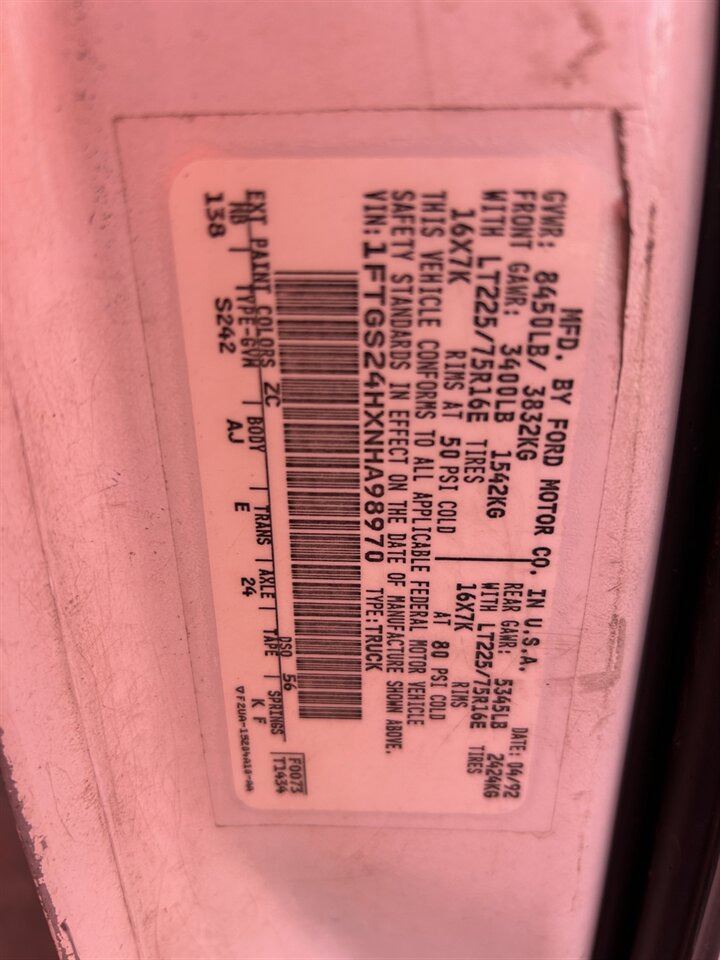 MFD. BY FORD MOTOR CO. IN U.S.A.
DATE: 04/92
GVWR: 8450LB/ 3832KG
FRONT GAWR: 3400LB 1542KG
REAR GAWR: 5345LB 2424KG
WITH LT225/75R16E TIRES
WITH LT225/75R16E TIRES
16X7K RIMS
16X7K RIMS
AT 50 PSI COLD
AT 80 PSI COLD
THIS VEHICLE CONFORMS TO ALL APPLICABLE FEDERAL MOTOR VEHICLE
SAFETY STANDARDS IN EFFECT ON THE DATE OF MANUFACTURE SHOWN ABOVE.
VIN: 1FTGS24HXNHA98970 TYPE: TRUCK
F0073
T1434
EXT PAINT COLORS ZC DSO 56
WB | TYPE-GVW | BODY | TRANS | AXLE | TAPE | SPRINGS
138 S242 AJ E 24 K F
▽F2UA-15204A10-AA